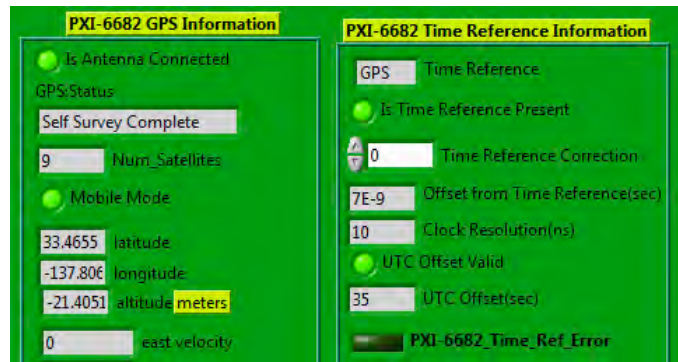 PXI-6682 GPS Information
Is Antenna Connected
GPS:Status
Self Survey Complete
9 Num_Satellites
Mobile Mode
33.4655 latitude
-137.806 longitude
-21.4051 altitude meters
0 east velocity
PXI-6682 Time Reference Information
GPS Time Reference
Is Time Reference Present
0 Time Reference Correction
7E-9 Offset from Time Reference(sec)
10 Clock Resolution(ns)
UTC Offset Valid
35 UTC Offset(sec)
PXI-6682_Time_Ref_Error